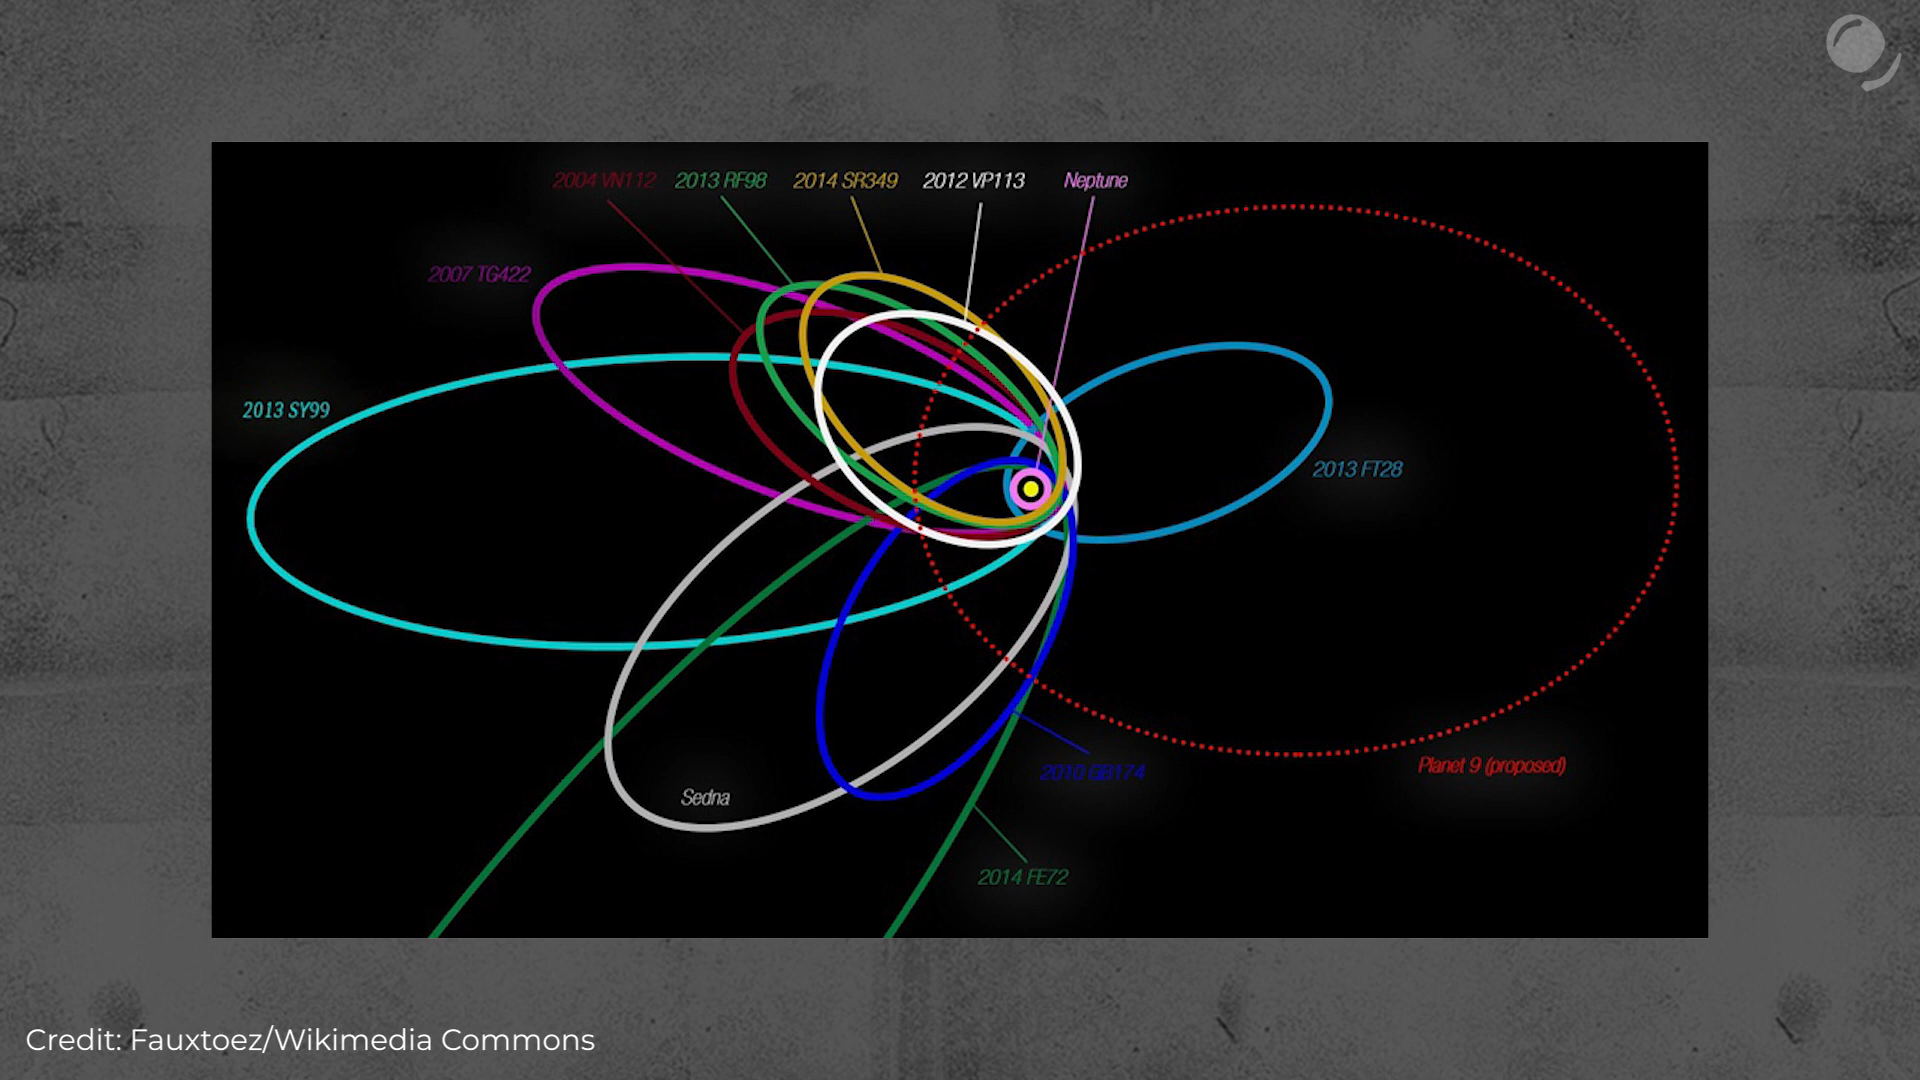 2004 VN112
2013 RF98
2014 SR349
2012 VP113
Neptune
2007 TG422
2013 SY99
2013 FT28
Planet 9 (proposed)
2010 GB174
Sedna
2014 FE72
Credit: Fauxtoez/Wikimedia Commons